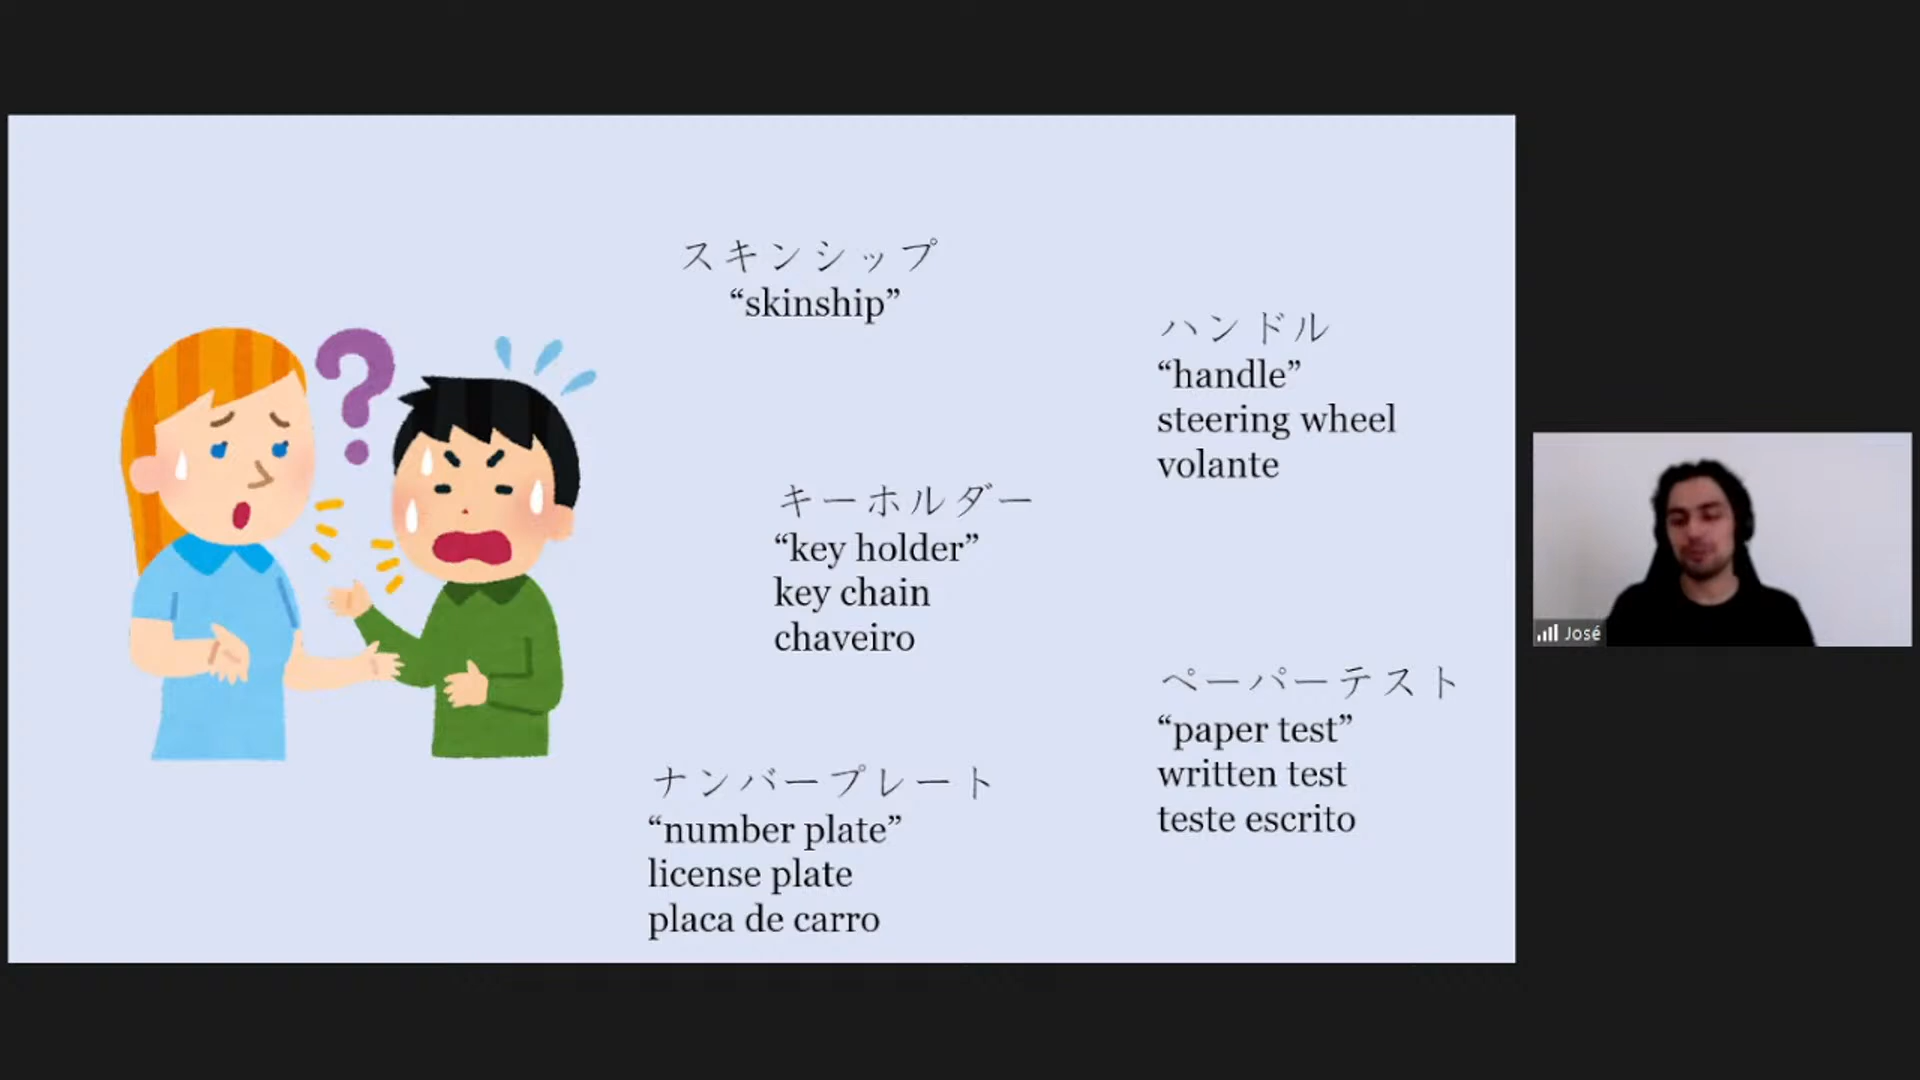 スキンシップ
“skinship”
ハンドル
“handle”
steering wheel
volante
キーホルダー
“key holder”
key chain
chaveiro
ペーパーテスト
“paper test”
written test
teste escrito
ナンバープレート
“number plate”
license plate
placa de carro
José